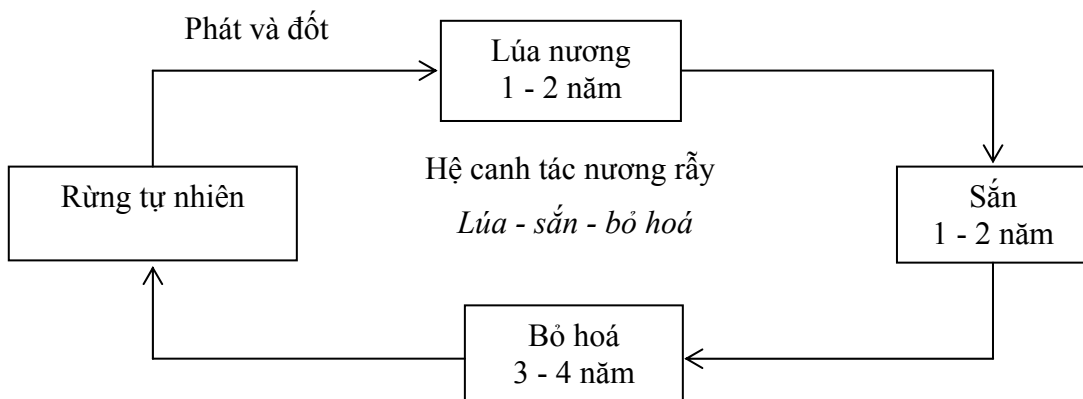 Phát và đốt
Lúa nương
1 - 2 năm
Rừng tự nhiên
Hệ canh tác nương rẫy
Lúa - sắn - bỏ hoá
Sắn
1 - 2 năm
Bỏ hoá
3 - 4 năm